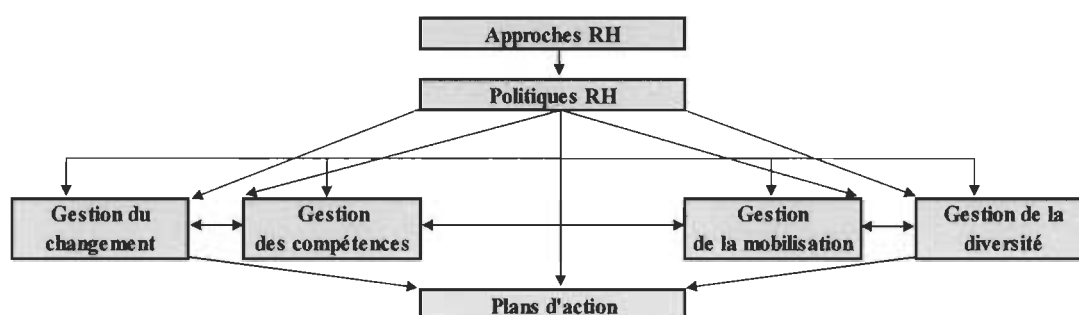 Approches RH
Politiques RH
Gestion du
changement
Gestion
des compétences
Gestion
de la mobilisation
Gestion de la
diversité
Plans d'action